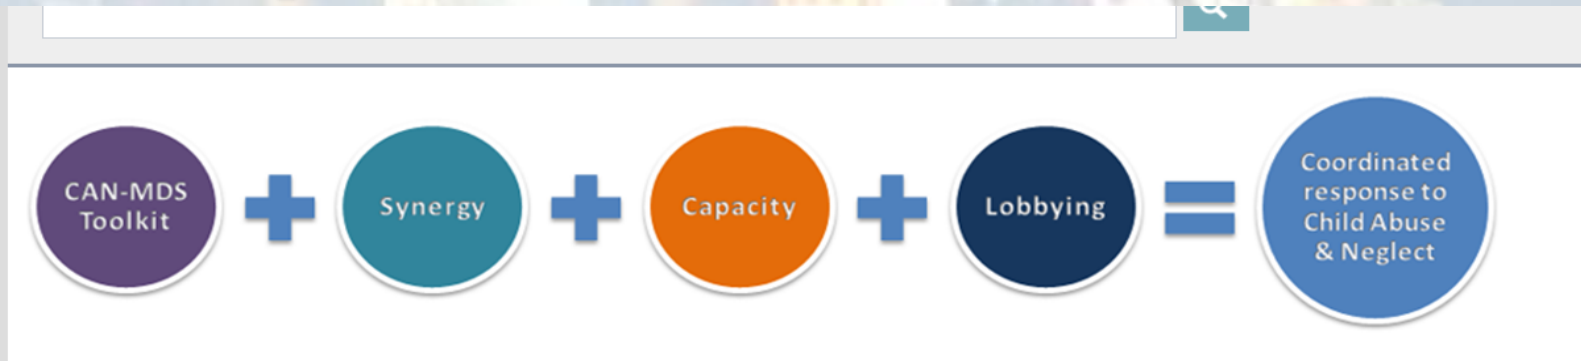 CAN-MDS
Toolkit
Synergy
Capacity
Lobbying
Coordinated
response to
Child Abuse
& Neglect